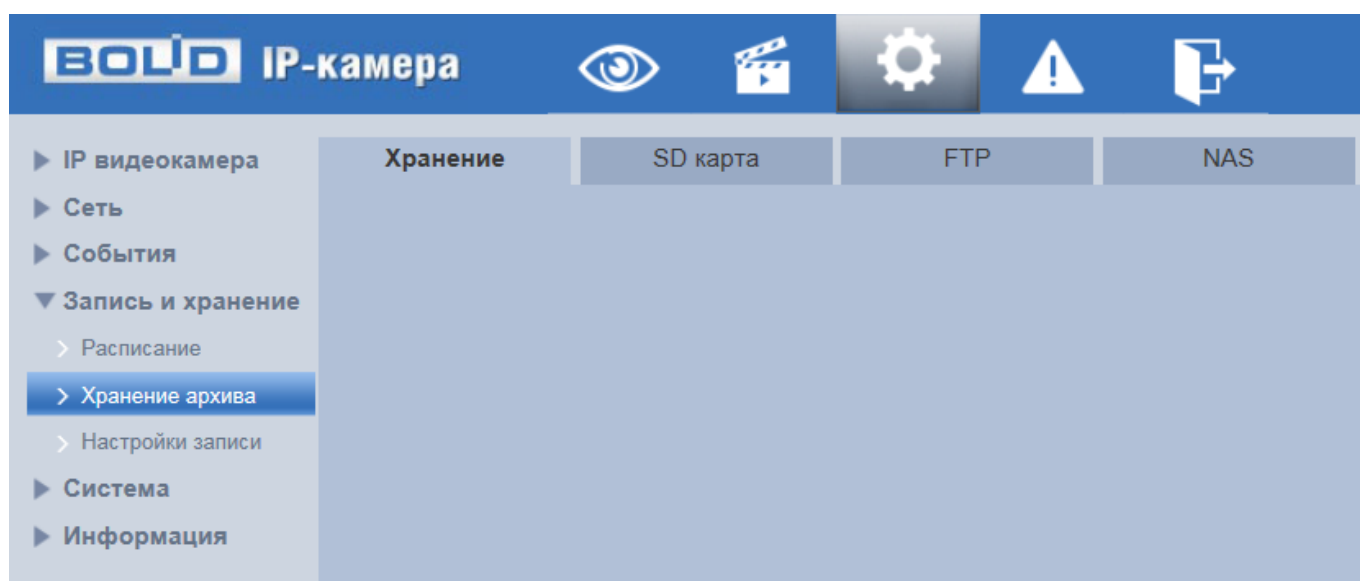 BOLID IP-камера
IP видеокамера
Сеть
События
Запись и хранение
Расписание
Хранение архива
Настройки записи
Система
Информация
Хранение SD карта FTP NAS